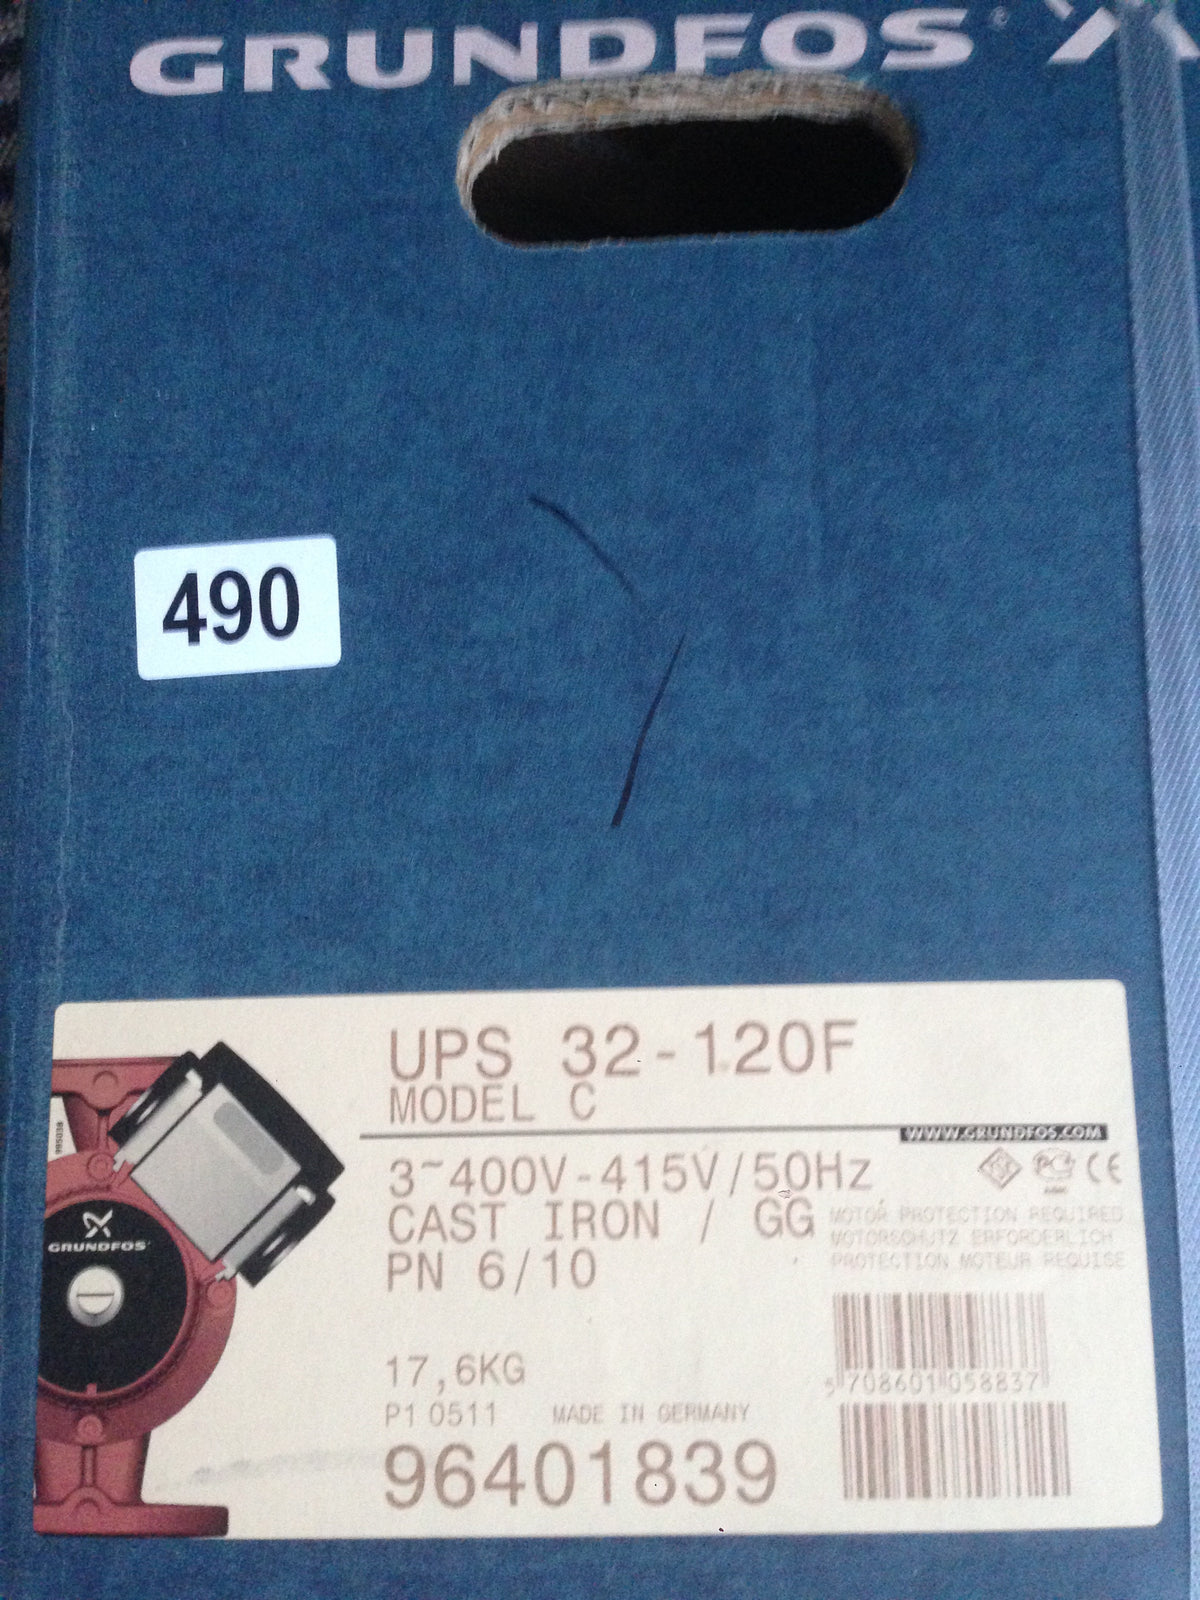 GRUNDFOS
490
UPS 32-120F
MODEL C
WWW.GRUNDFOS.COM
3~400V-415V/50Hz
CAST IRON / GG
PN 6/10
CE
MOTOR PROTECTION REQUIRED
MOTORSCHUTZ ERFORDERLICH
PROTECTION MOTEUR REQUISE
GRUNDFOS
17,6KG
P1 0511 MADE IN GERMANY
96401839
5 708601 058837